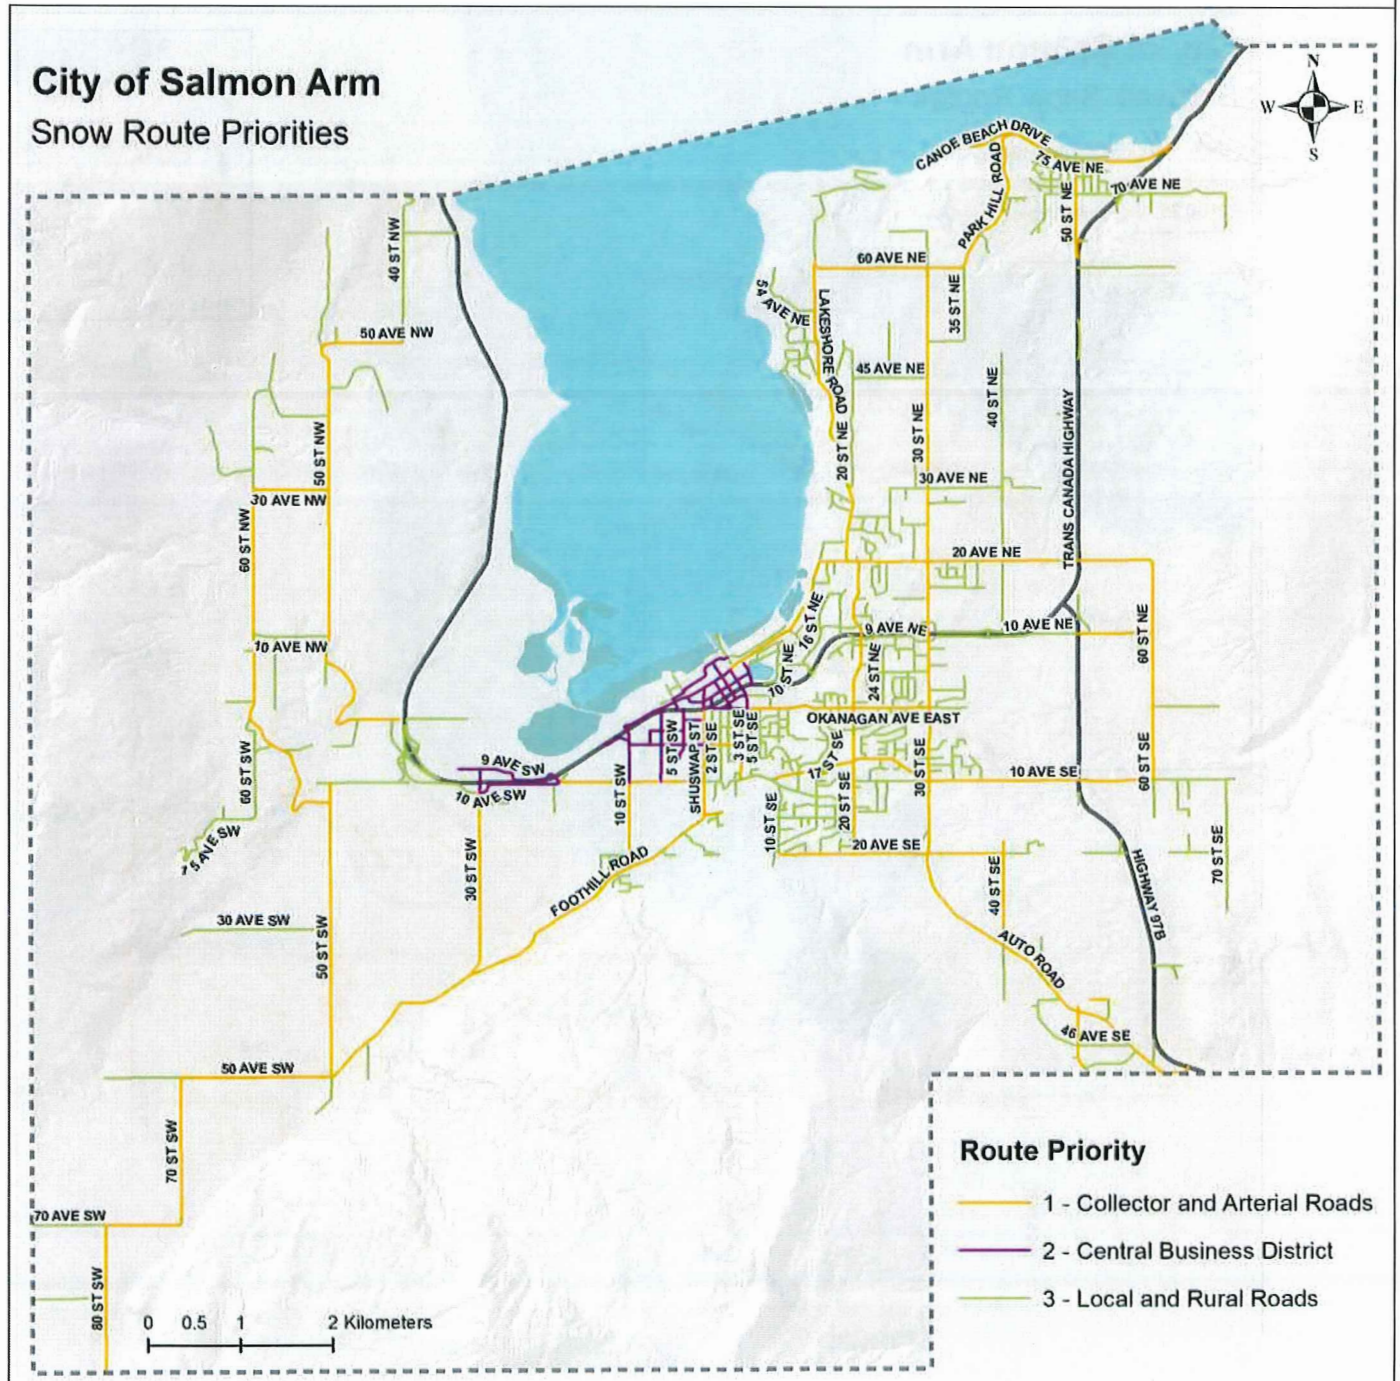 City of Salmon Arm
Snow Route Priorities
N
W
E
S
CANOE BEACH DRIVE
75 AVE NE
70 AVE NE
PARK HILL ROAD
50 ST NE
40 ST NW
60 AVE NE
54 AVE NE
LAKESHORE ROAD
35 ST NE
50 AVE NW
45 AVE NE
40 ST NE
TRANS CANADA HIGHWAY
30 ST NE
20 ST NE
50 ST NW
30 AVE NW
30 AVE NE
60 ST NW
20 AVE NE
16 ST NE
9 AVE NE
10 AVE NE
60 ST NE
10 AVE NW
70 ST NE
24 ST NE
OKANAGAN AVE EAST
5 ST SW
SHUSWAP ST
2 ST SE
3 ST SE
5 ST SE
17 ST SE
30 ST SE
60 ST SE
9 AVE SW
10 AVE SW
10 AVE SE
60 ST SW
10 ST SW
10 ST SE
20 ST SE
15 AVE SW
20 AVE SE
30 ST SW
FOOTHILL ROAD
40 ST SE
HIGHWAY 97B
70 ST SE
30 AVE SW
50 ST SW
AUTO ROAD
46 AVE SE
50 AVE SW
70 ST SW
70 AVE SW
80 ST SW
Route Priority
1 - Collector and Arterial Roads
2 - Central Business District
3 - Local and Rural Roads
0 0.5 1 2 Kilometers